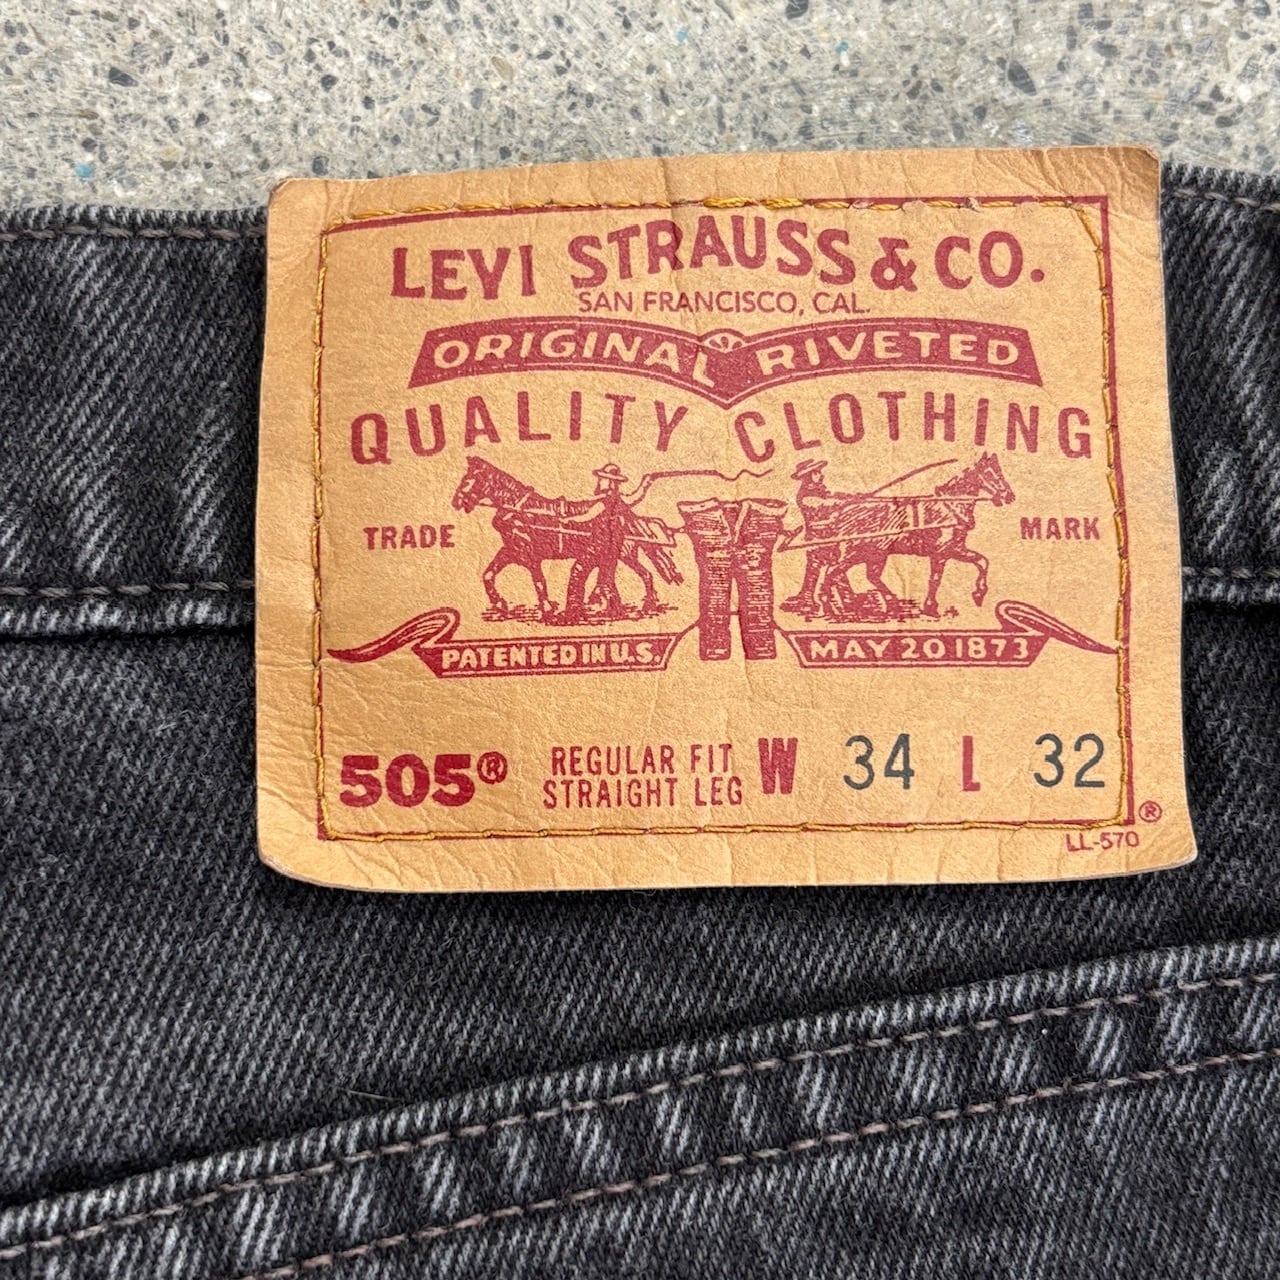 LEVI STRAUSS & CO.
SAN FRANCISCO, CAL.
ORIGINAL RIVETED
QUALITY CLOTHING
TRADE MARK
PATENTED IN U.S. MAY 20 1873
505® REGULAR FIT STRAIGHT LEG W 34 L 32
®
LL-570